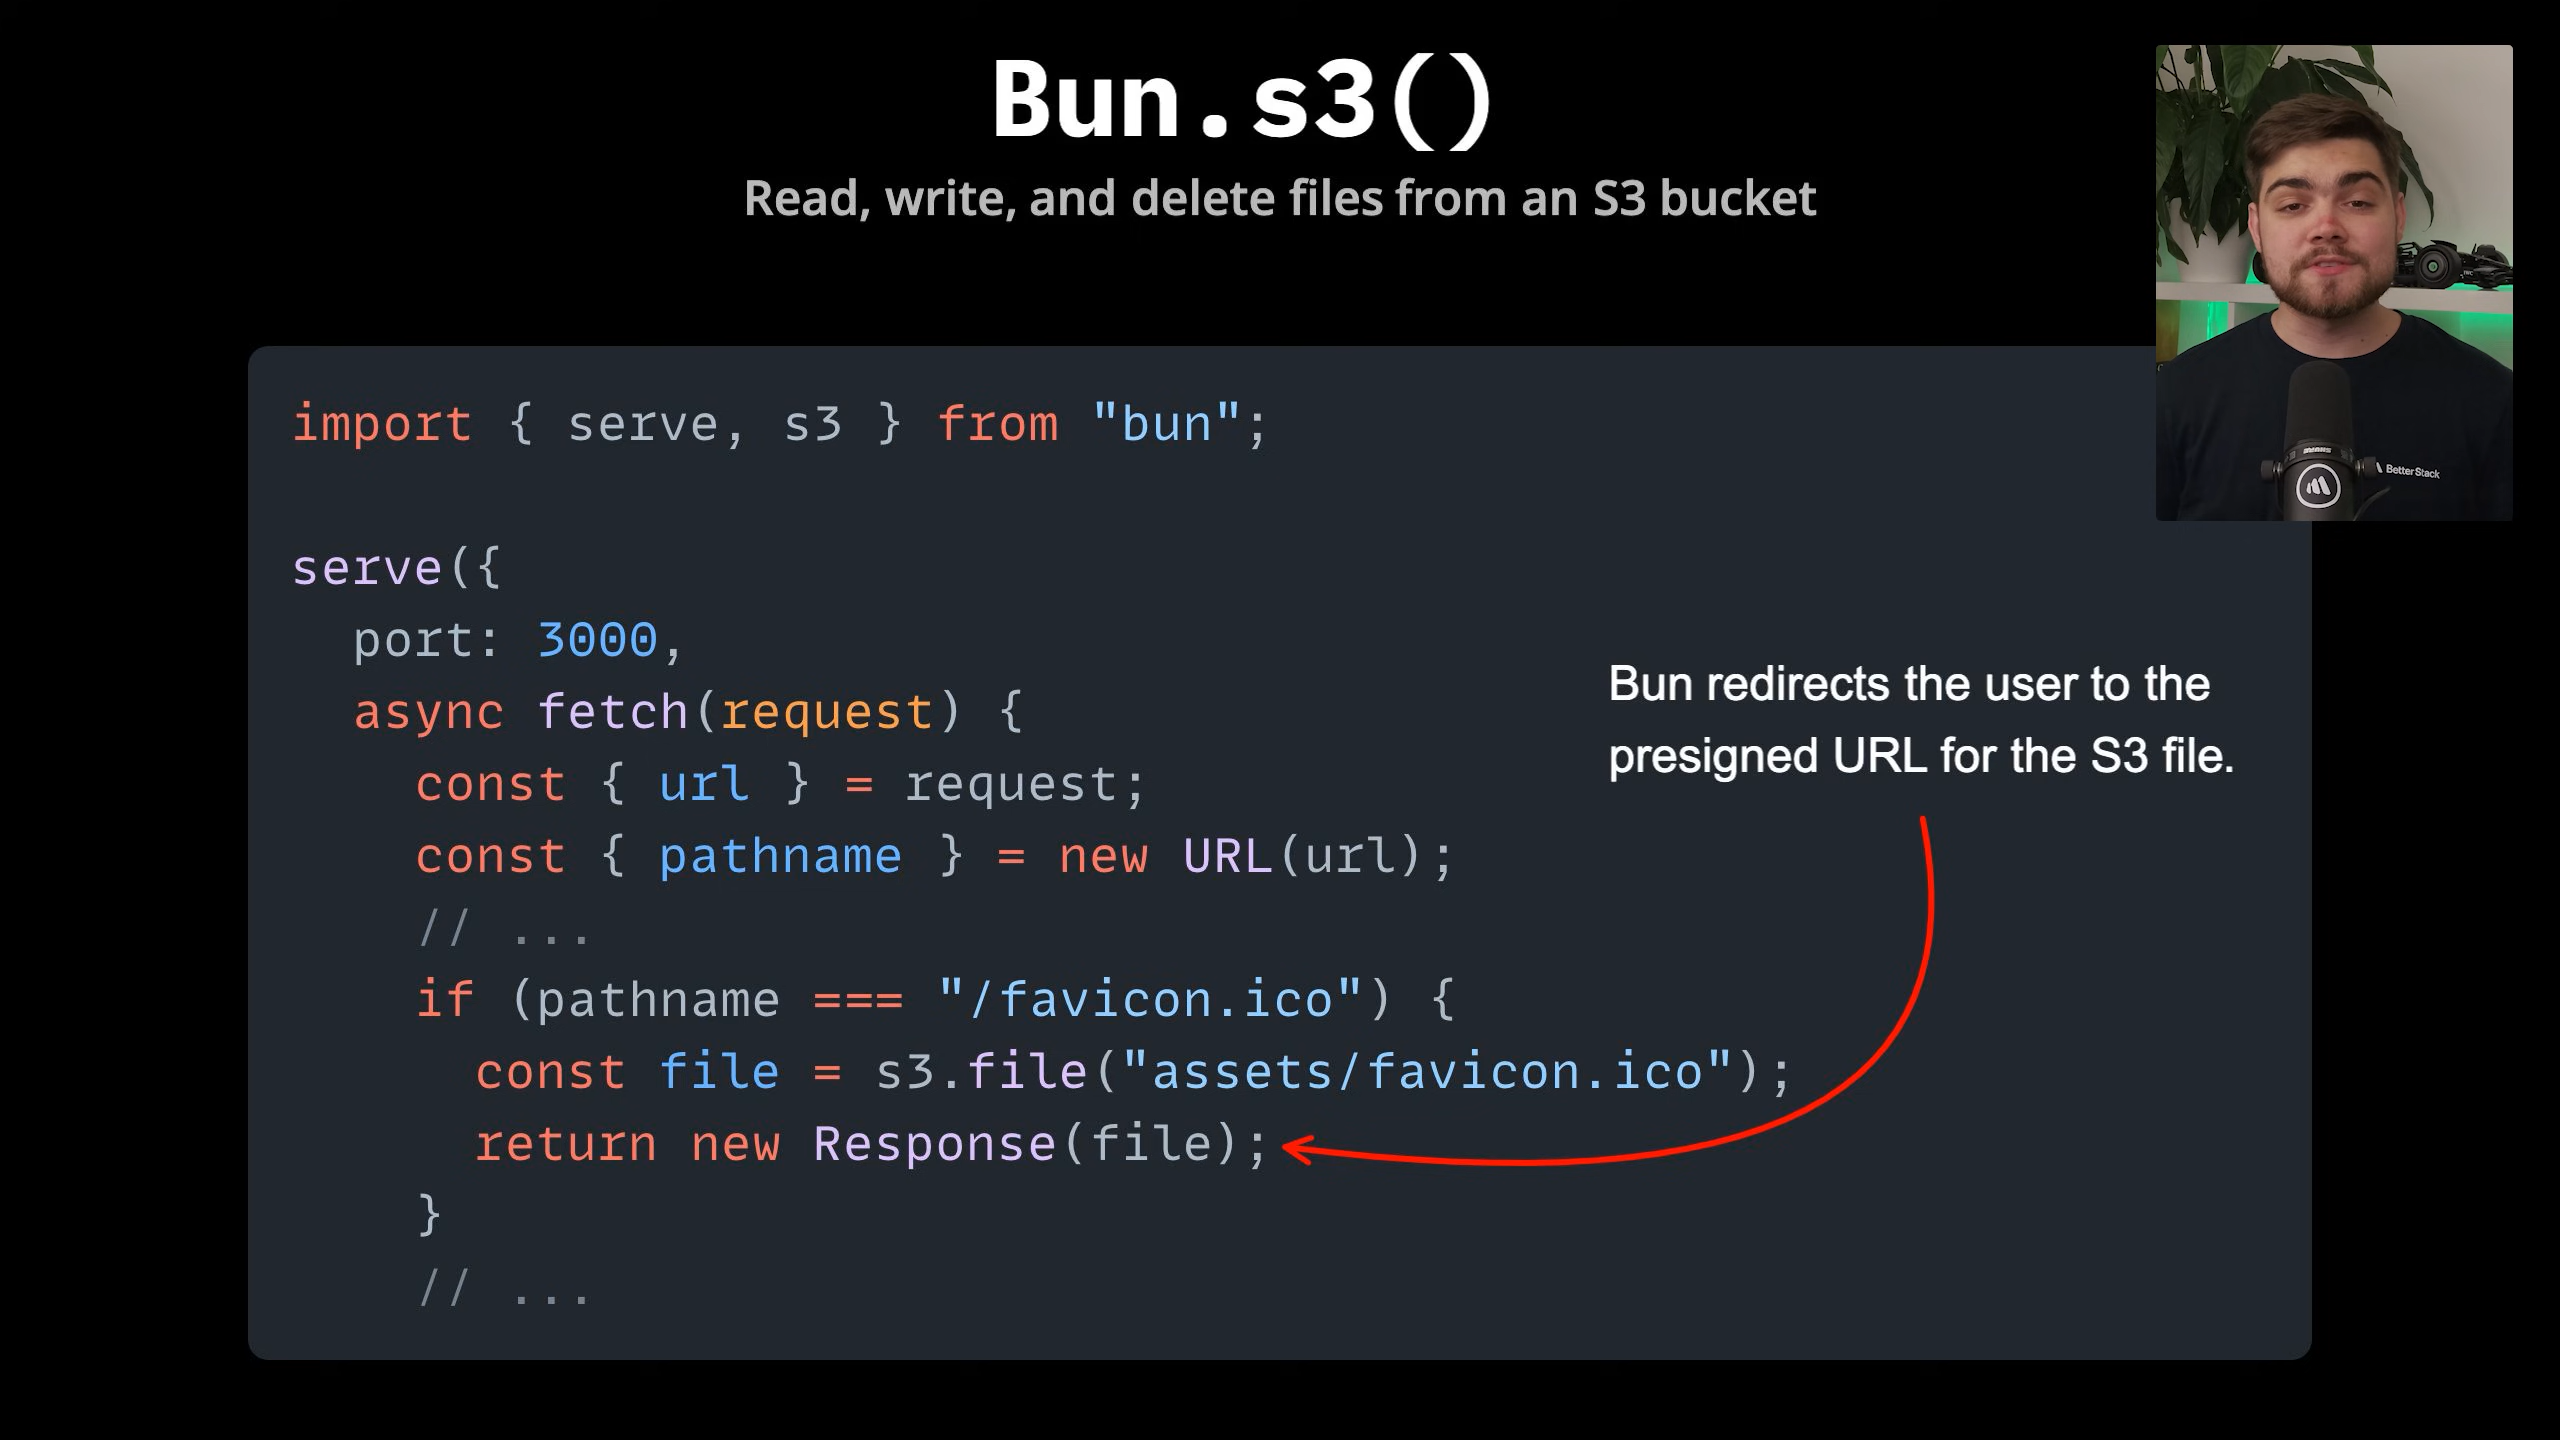 Bun.s3()
Read, write, and delete files from an S3 bucket
import { serve, s3 } from "bun";
serve({
port: 3000,
async fetch(request) {
const { url } = request;
const { pathname } = new URL(url);
// ...
if (pathname === "/favicon.ico") {
const file = s3.file("assets/favicon.ico");
return new Response(file);
}
// ...
Bun redirects the user to the
presigned URL for the S3 file.
Better Stack